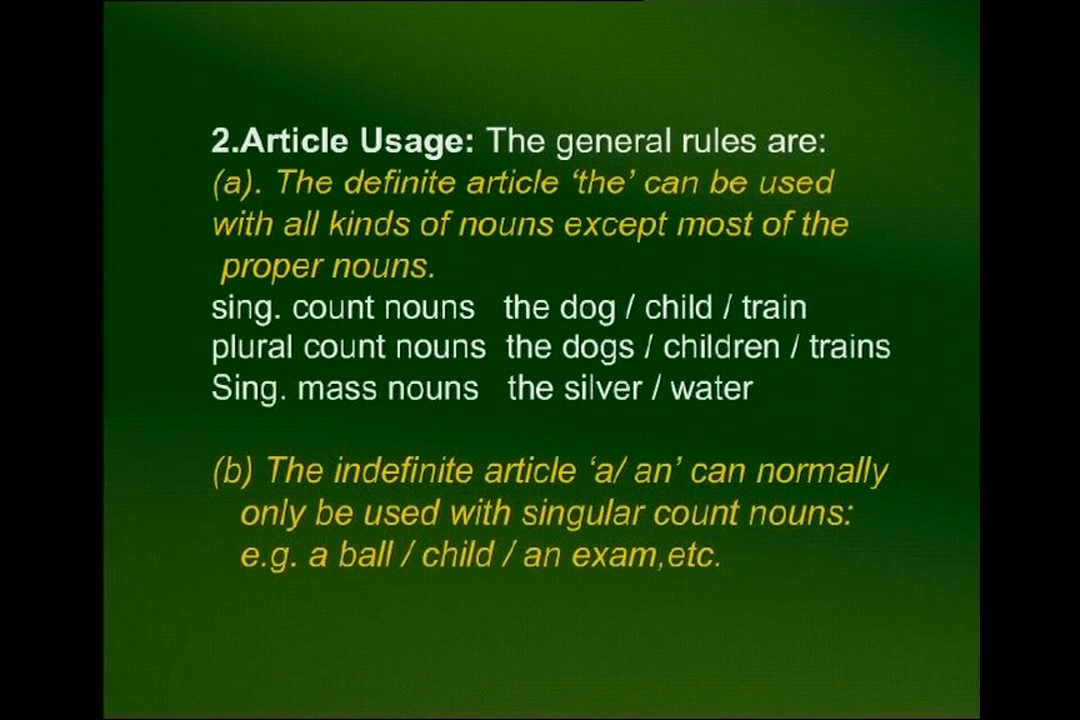 2.Article Usage: The general rules are:
(a). The definite article ‘the’ can be used
with all kinds of nouns except most of the
proper nouns.
sing. count nouns the dog / child / train
plural count nouns the dogs / children / trains
Sing. mass nouns the silver / water
(b) The indefinite article ‘a/ an’ can normally
only be used with singular count nouns:
e.g. a ball / child / an exam,etc.